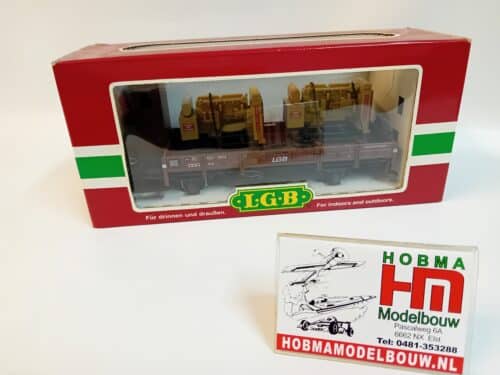 LGB
L·G·B
Für drinnen und draußen.
For indoors and outdoors.
HOBMA
HM
Modelbouw
Pascalweg 6A
6662 NX Elst
Tel: 0481-353288
HOBMAMODELBOUW.NL